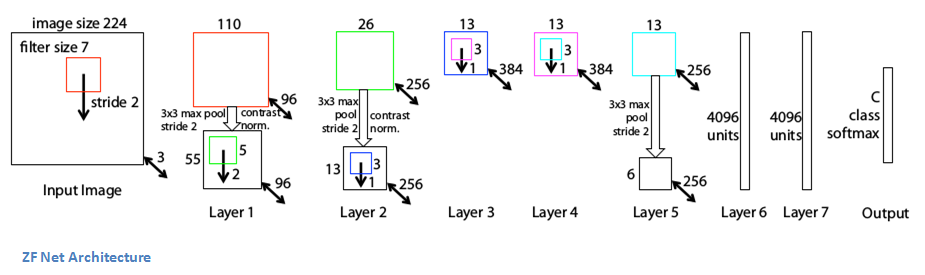 image size 224
filter size 7
stride 2
3
Input Image
110
96
3x3 max pool
stride 2
contrast
norm.
55
5
2
96
Layer 1
26
256
3x3 max
pool
stride 2
contrast
norm.
13
3
1
256
Layer 2
13
3
1
384
Layer 3
13
3
1
384
Layer 4
13
256
3x3 max
pool
stride 2
6
256
Layer 5
4096
units
Layer 6
4096
units
Layer 7
C
class
softmax
Output
ZF Net Architecture